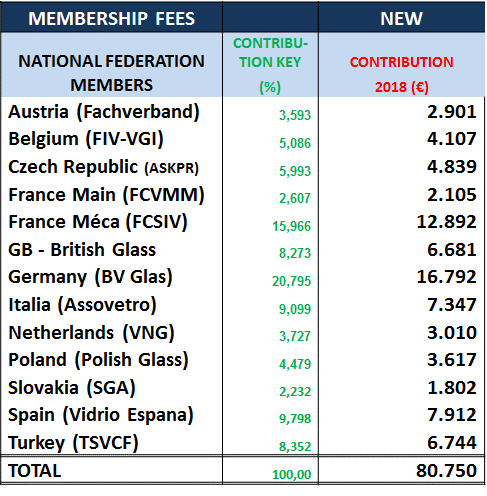 MEMBERSHIP FEES NEW
NATIONAL FEDERATION MEMBERS CONTRIBU-TION KEY (%) CONTRIBUTION 2018 (€)
Austria (Fachverband) 3,593 2.901
Belgium (FIV-VGI) 5,086 4.107
Czech Republic (ASKPR) 5,993 4.839
France Main (FCVMM) 2,607 2.105
France Méca (FCSIV) 15,966 12.892
GB - British Glass 8,273 6.681
Germany (BV Glas) 20,795 16.792
Italia (Assovetro) 9,099 7.347
Netherlands (VNG) 3,727 3.010
Poland (Polish Glass) 4,479 3.617
Slovakia (SGA) 2,232 1.802
Spain (Vidrio Espana) 9,798 7.912
Turkey (TSVCF) 8,352 6.744
TOTAL 100,00 80.750